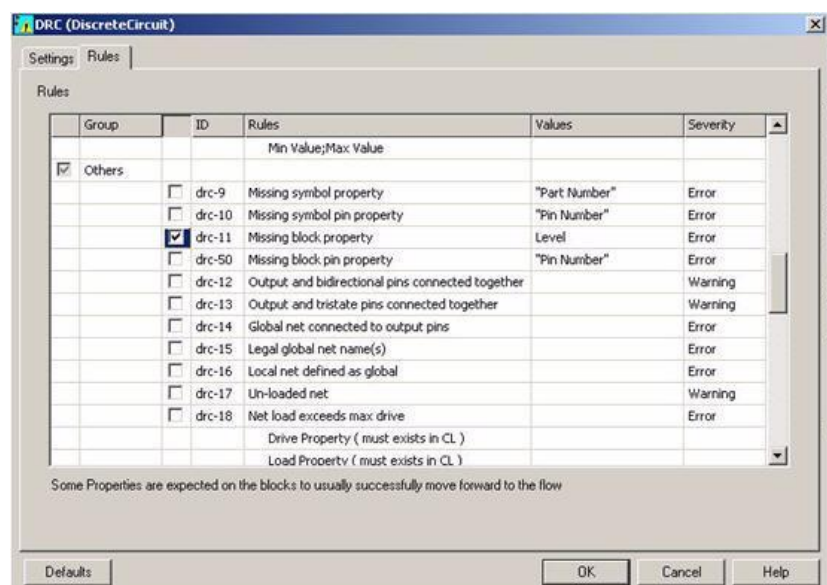 DRC (DiscreteCircuit)
Settings Rules
Rules
Group ID Rules Values Severity
Min Value;Max Value
Others
drc-9 Missing symbol property "Part Number" Error
drc-10 Missing symbol pin property "Pin Number" Error
drc-11 Missing block property Level Error
drc-50 Missing block pin property "Pin Number" Error
drc-12 Output and bidirectional pins connected together Warning
drc-13 Output and tristate pins connected together Warning
drc-14 Global net connected to output pins Error
drc-15 Legal global net name(s) Error
drc-16 Local net defined as global Error
drc-17 Un-loaded net Warning
drc-18 Net load exceeds max drive Error
Drive Property ( must exists in CL )
Load Property ( must exists in CL )
Some Properties are expected on the blocks to usually successfully move forward to the flow
Defaults OK Cancel Help